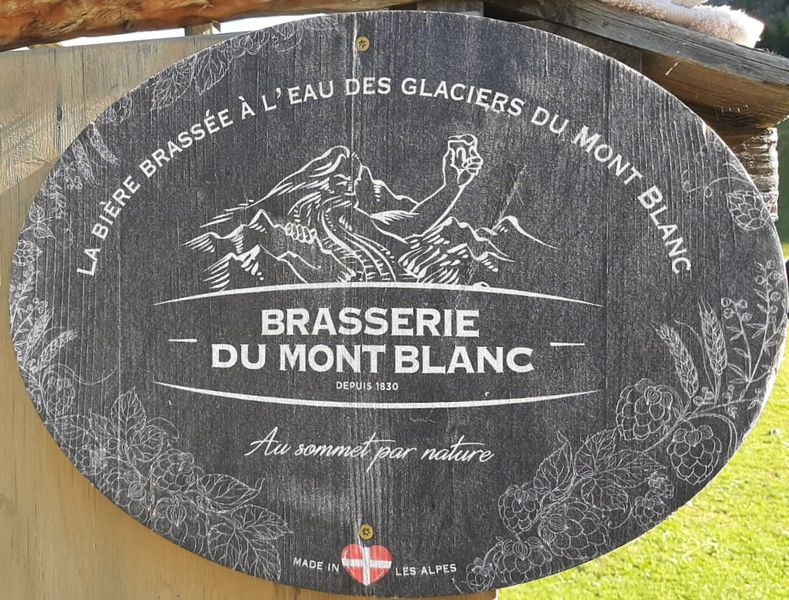 La bière brassée à l'eau des glaciers du Mont Blanc
BRASSERIE
DU MONT BLANC
DEPUIS 1830
Au sommet par nature
MADE IN LES ALPES